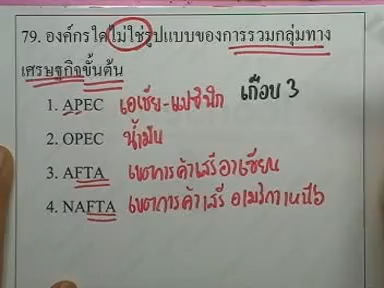 79. องค์กรใดไม่ใช่รูปแบบของการรวมกลุ่มทาง
เศรษฐกิจขั้นต้น
เกือบ 3
1. APEC เอเชีย-แปซิฟิก
2. OPEC น้ำมัน
3. AFTA เขตการค้าเสรีอาเซียน
4. NAFTA เขตการค้าเสรี อเมริกาเหนือ